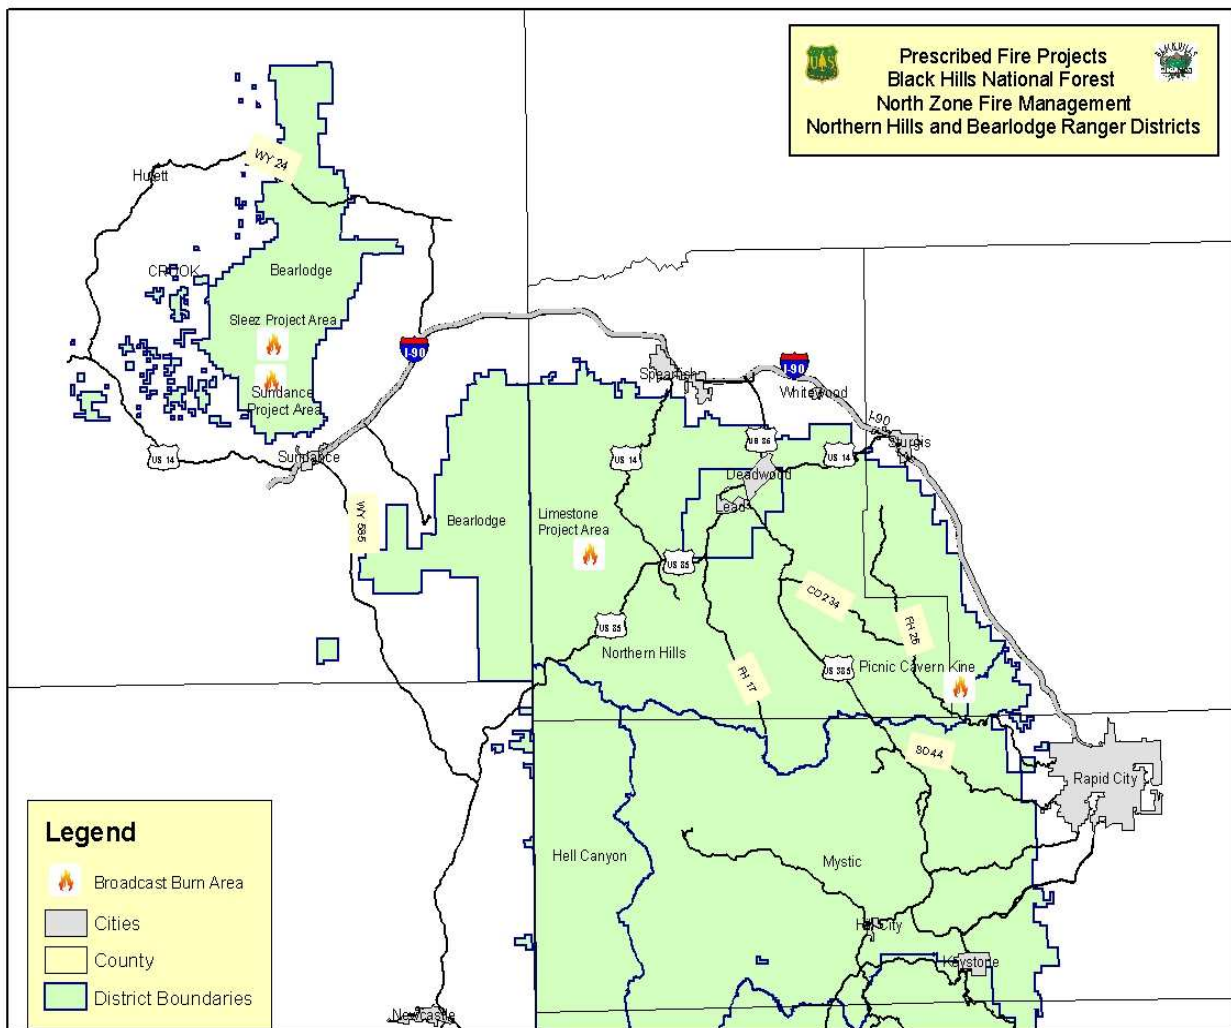 Prescribed Fire Projects
Black Hills National Forest
North Zone Fire Management
Northern Hills and Bearlodge Ranger Districts
U S
WY 24
Hulett
CROOK
Bearlodge
Sleez Project Area
I-90
Sundance
Project Area
Spearfish
I-90
Whitewood
I-90
Sturgis
US 14
Sundance
US 14
US 14
Deadwood
Lead
WY 585
Bearlodge
Limestone
Project Area
US 85
CO 234
US 85
Northern Hills
FH 17
US 385
Picnic Cavern Kine
SD 44
Rapid City
Hell Canyon
Mystic
Hill City
Keystone
Newcastle
Legend
Broadcast Burn Area
Cities
County
District Boundaries